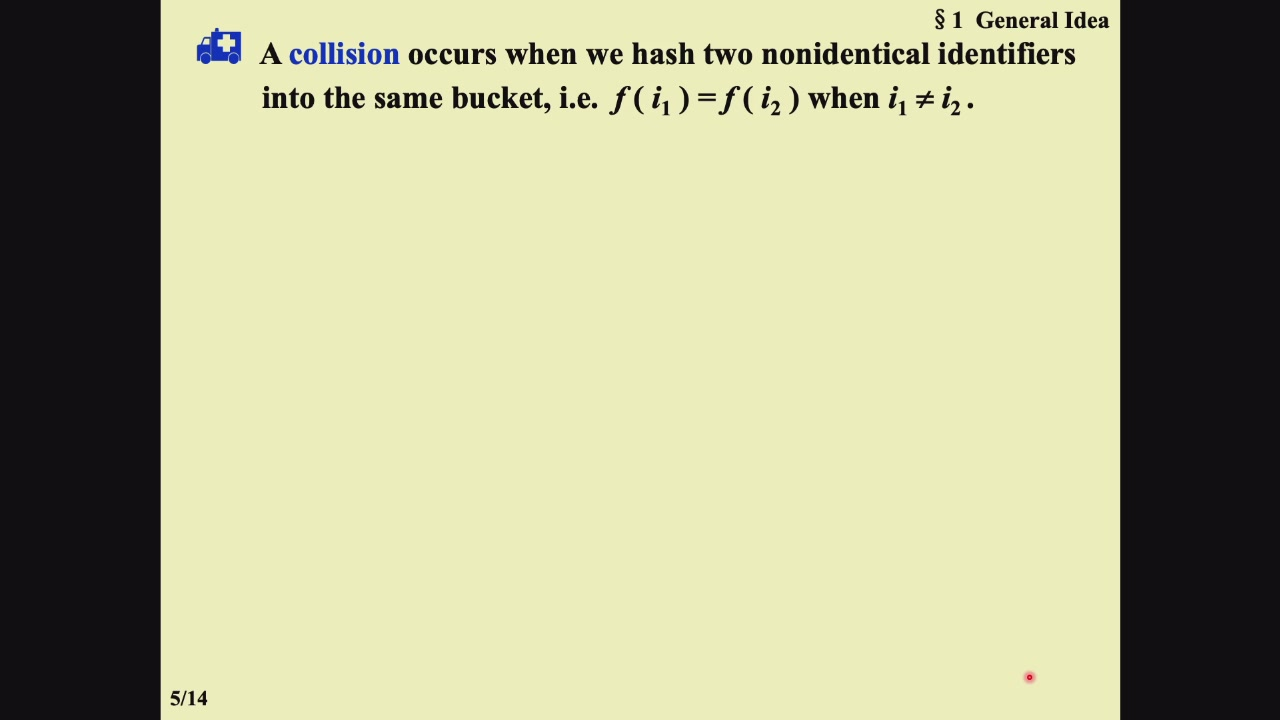 § 1 General Idea
A collision occurs when we hash two nonidentical identifiers
into the same bucket, i.e. f ( i₁ ) = f ( i₂ ) when i₁ ≠ i₂ .
5/14